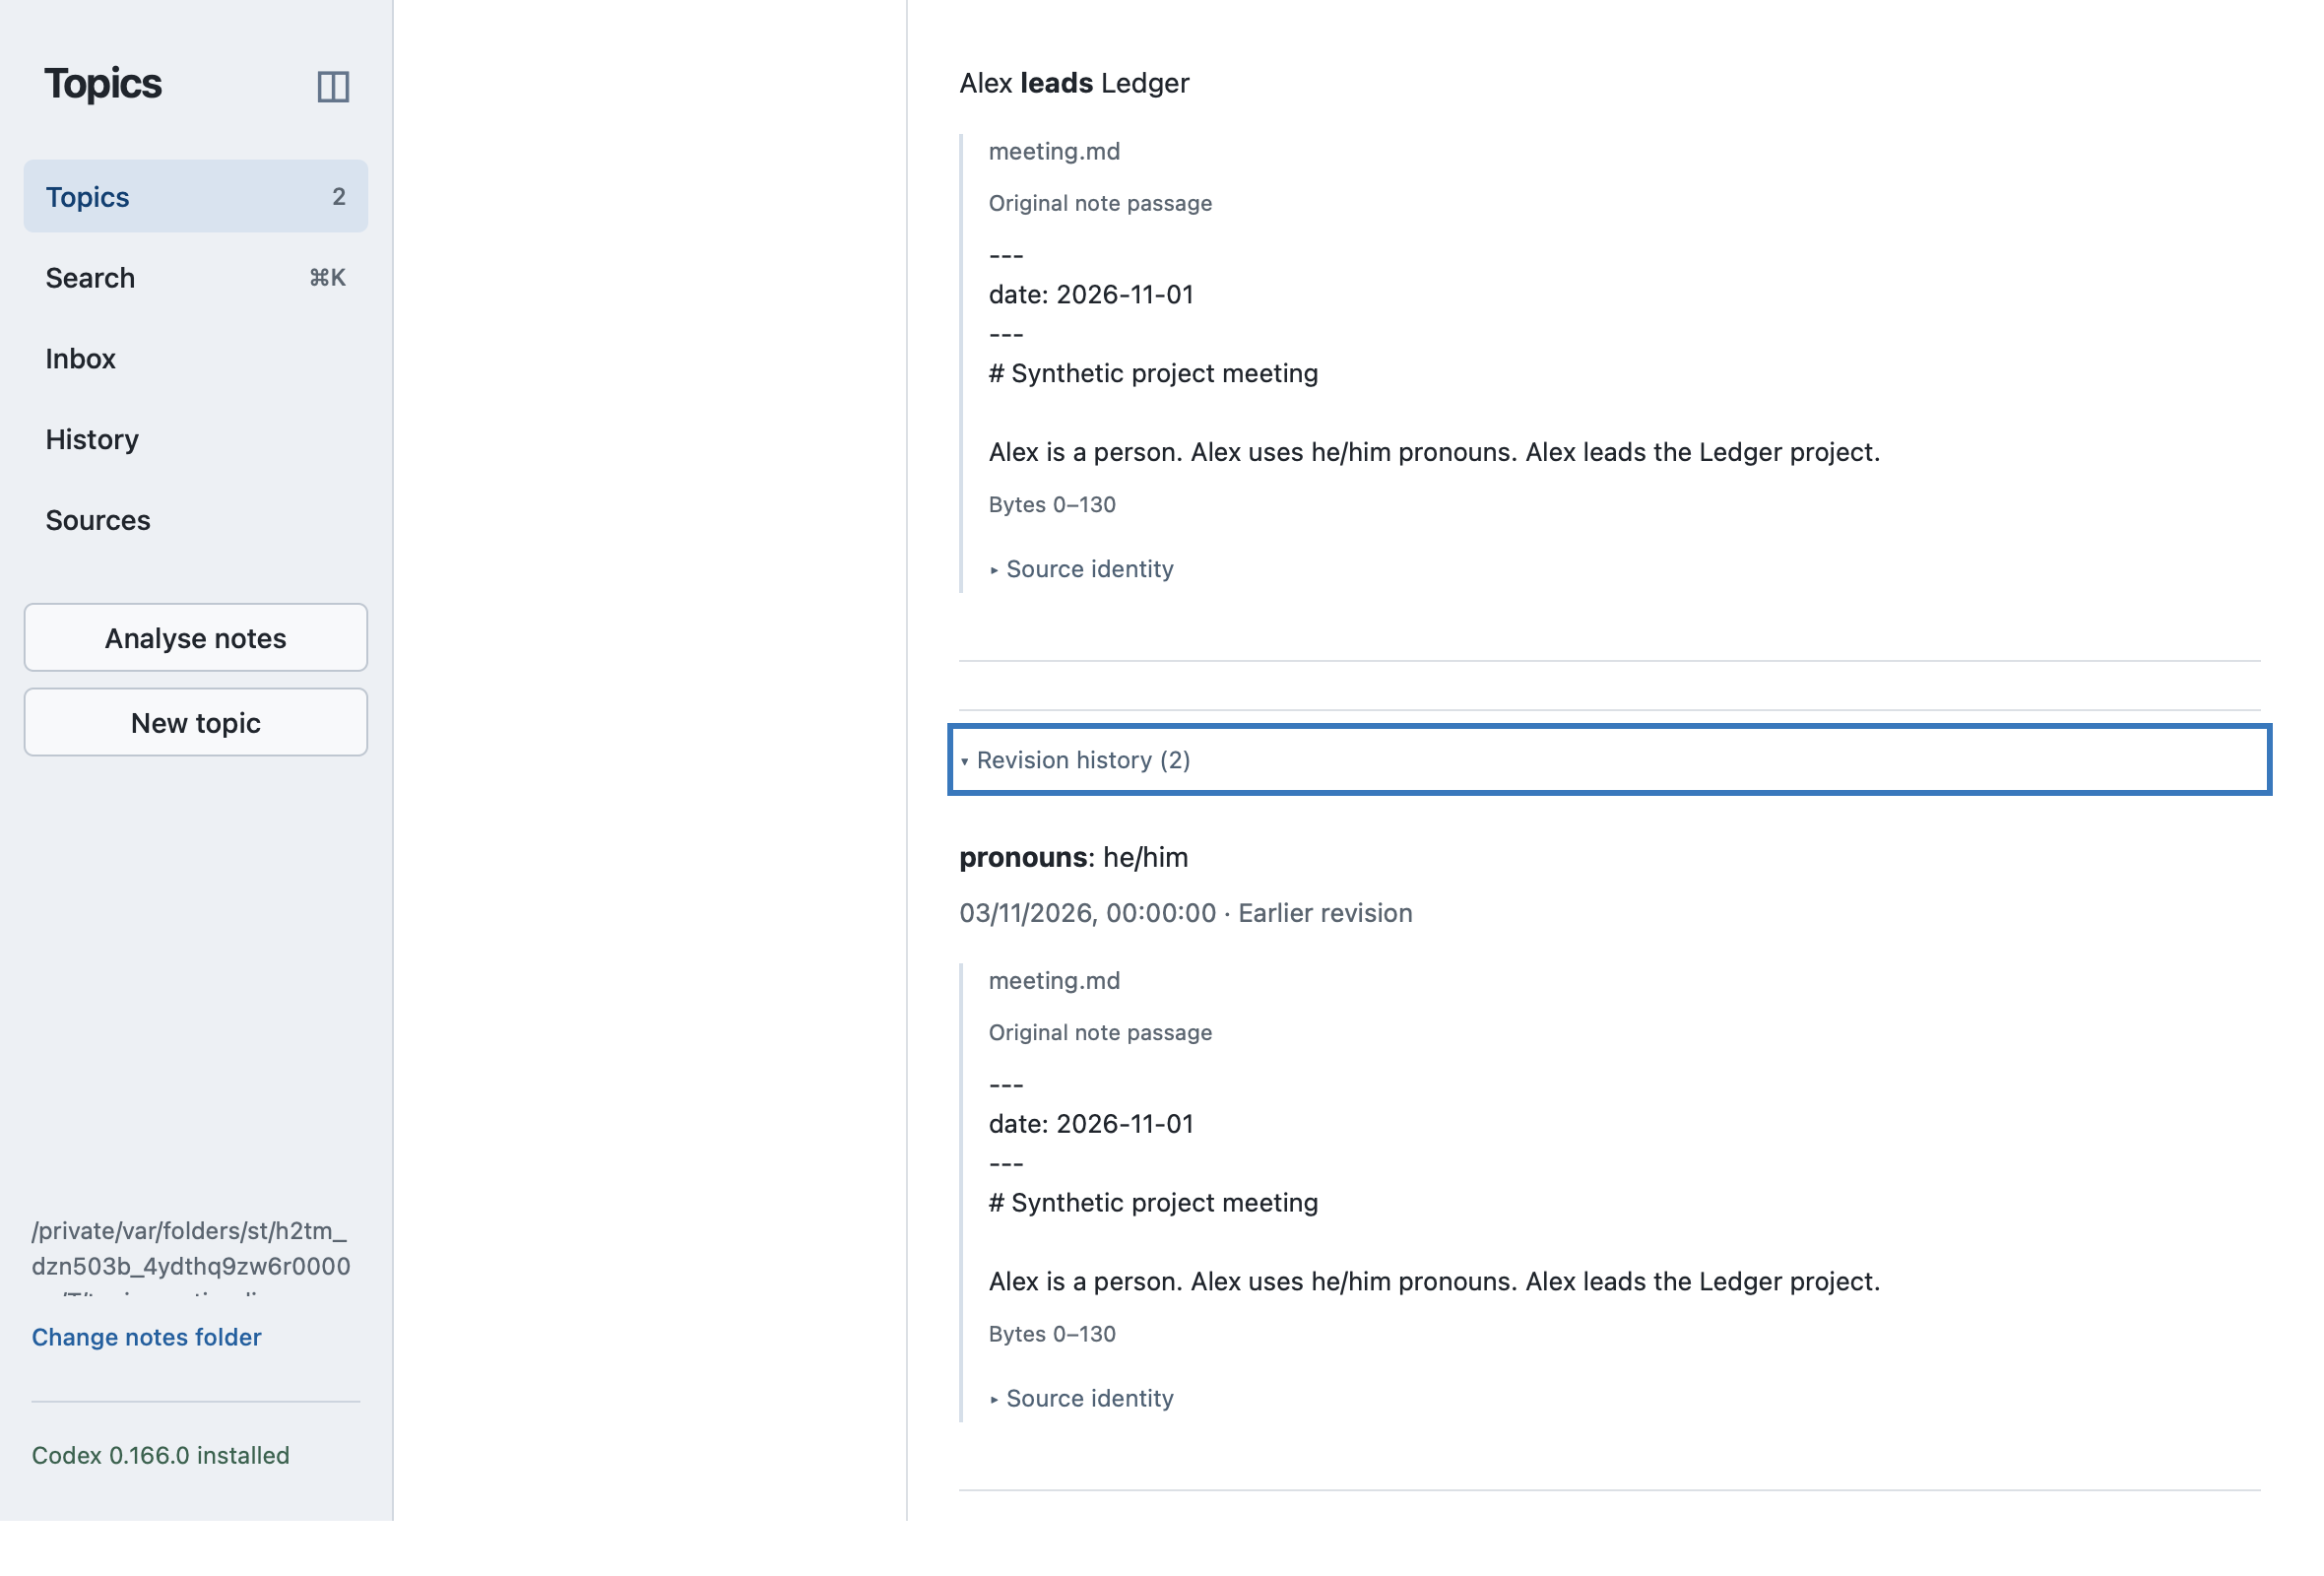 Topics
Topics 2
Search ⌘K
Inbox
History
Sources
Analyse notes
New topic
/private/var/folders/st/h2tm_
dzn503b_4ydthq9zw6r0000
Change notes folder
Codex 0.166.0 installed
Alex leads Ledger
meeting.md
Original note passage
---
date: 2026-11-01
---
# Synthetic project meeting
Alex is a person. Alex uses he/him pronouns. Alex leads the Ledger project.
Bytes 0–130
▸ Source identity
▾ Revision history (2)
pronouns: he/him
03/11/2026, 00:00:00 · Earlier revision
meeting.md
Original note passage
---
date: 2026-11-01
---
# Synthetic project meeting
Alex is a person. Alex uses he/him pronouns. Alex leads the Ledger project.
Bytes 0–130
▸ Source identity